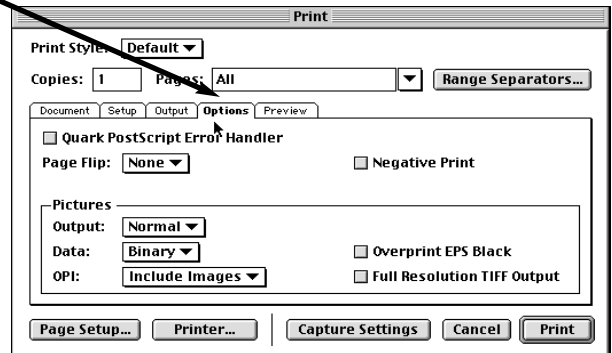 Print
Print Style: Default
Copies: 1 Pages: All Range Separators...
Document Setup Output Options Preview
Quark PostScript Error Handler
Page Flip: None Negative Print
Pictures
Output: Normal
Data: Binary Overprint EPS Black
OPI: Include Images Full Resolution TIFF Output
Page Setup... Printer... Capture Settings Cancel Print